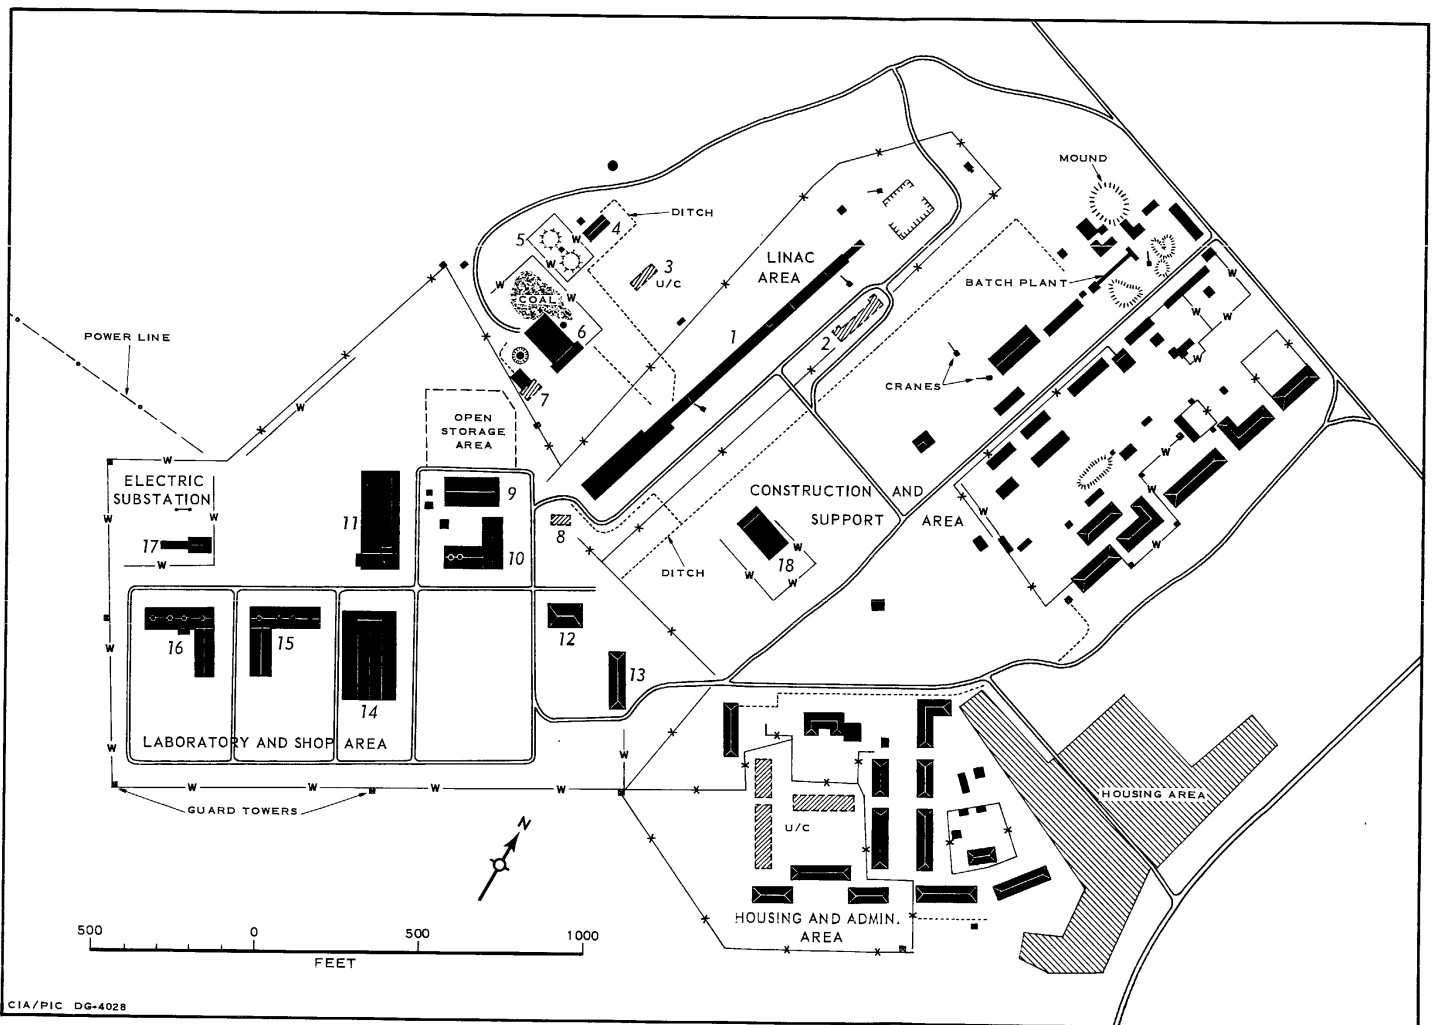 MOUND
DITCH
5
4
3
U/C
LINAC
AREA
COAL
BATCH PLANT
POWER LINE
6
1
2
CRANES
7
OPEN
STORAGE
AREA
ELECTRIC
SUBSTATION
9
11
CONSTRUCTION AND
SUPPORT AREA
8
17
10
18
DITCH
16
15
12
13
14
LABORATORY AND SHOP AREA
GUARD TOWERS
HOUSING AREA
U/C
N
HOUSING AND ADMIN.
AREA
500 0 500 1000
FEET
CIA/PIC DG-4028